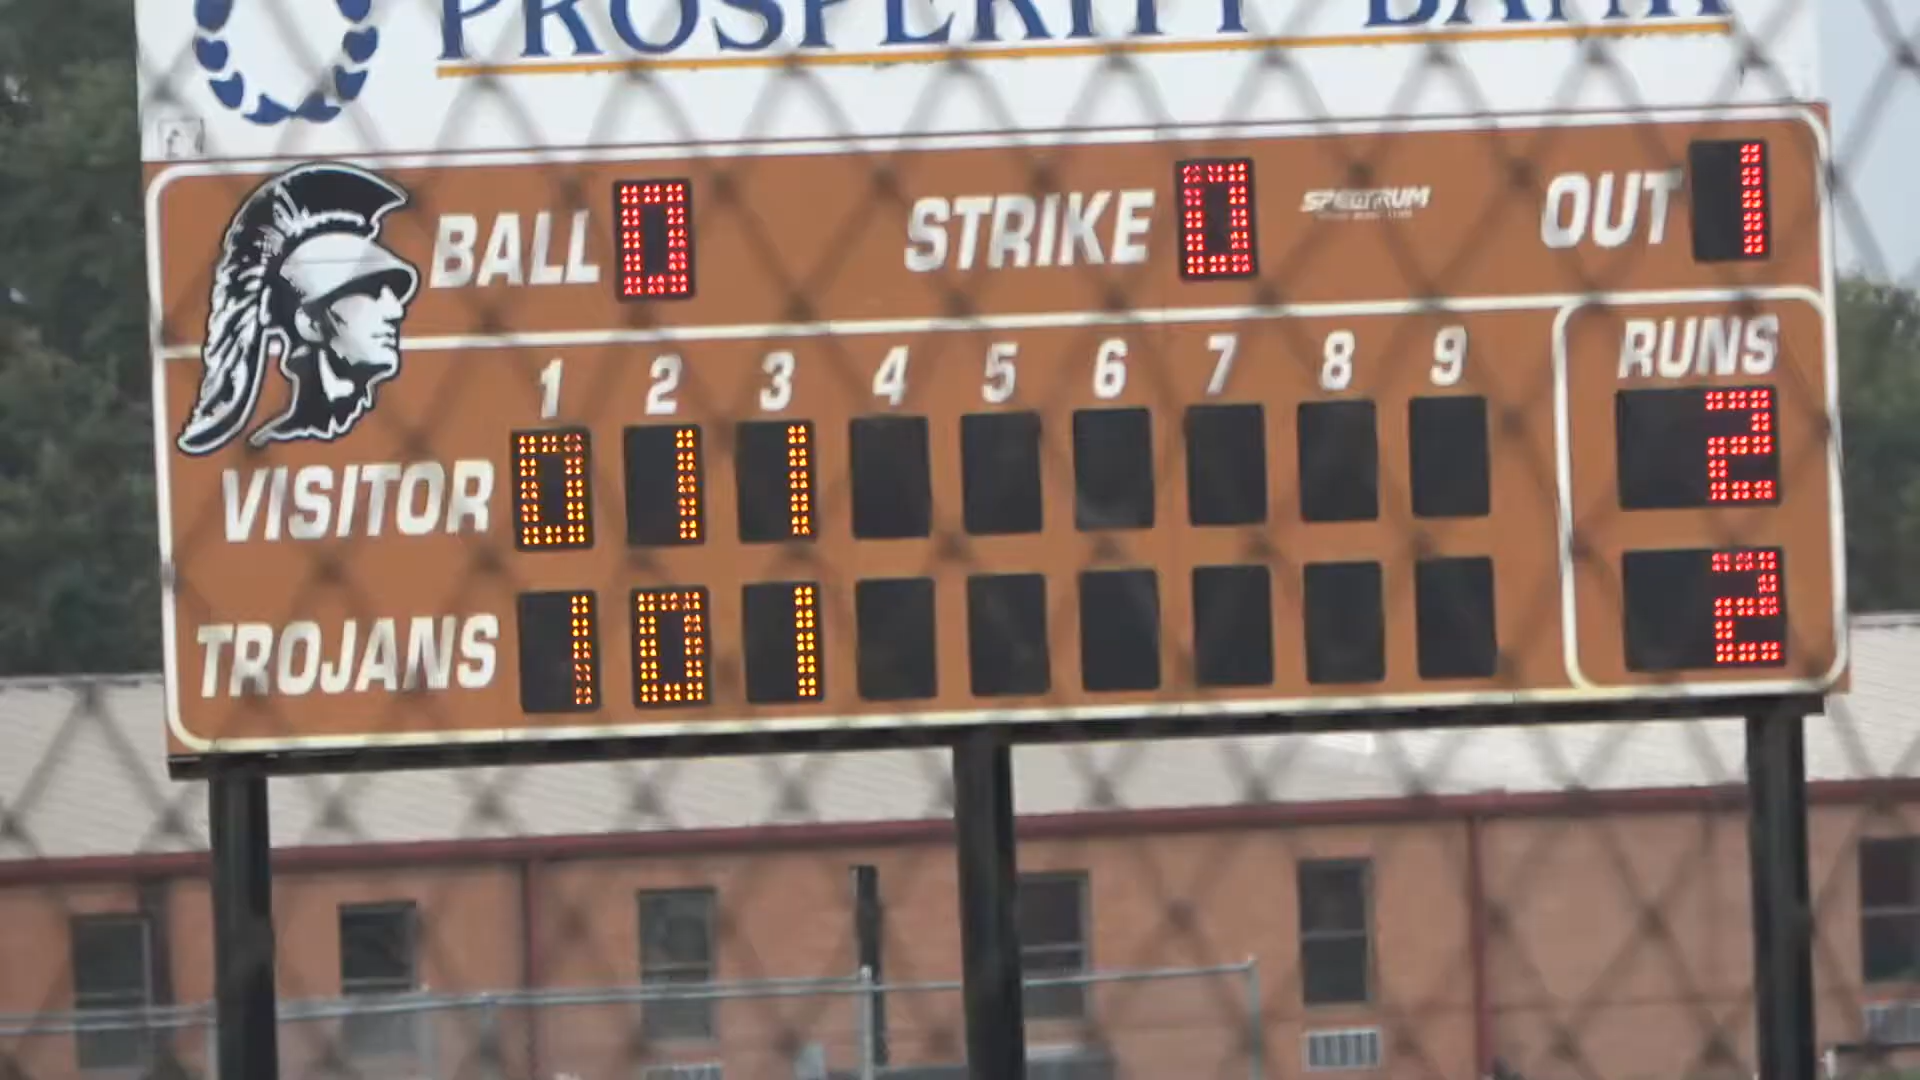 PROSPERITY BANK
BALL 0 STRIKE 0 SPECTRUM OUT 1
1 2 3 4 5 6 7 8 9 RUNS
VISITOR 0 1 1 2
TROJANS 1 0 1 2